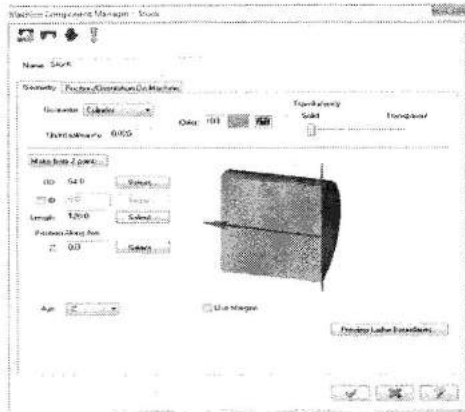 Machine Component Manager - Stock
Name: Stock
Geometry Position/Orientation On Machine
Geometry: Cylinder
Color: 
Transparency
Solid Transparent
Make from 2 points...
OD: 54.0 Select...
ID
Length: 120.0 Select...
Position Along Axis
Z: 0.0 Select...
Axis:
Use Margins
Preview Lathe Boundaries...